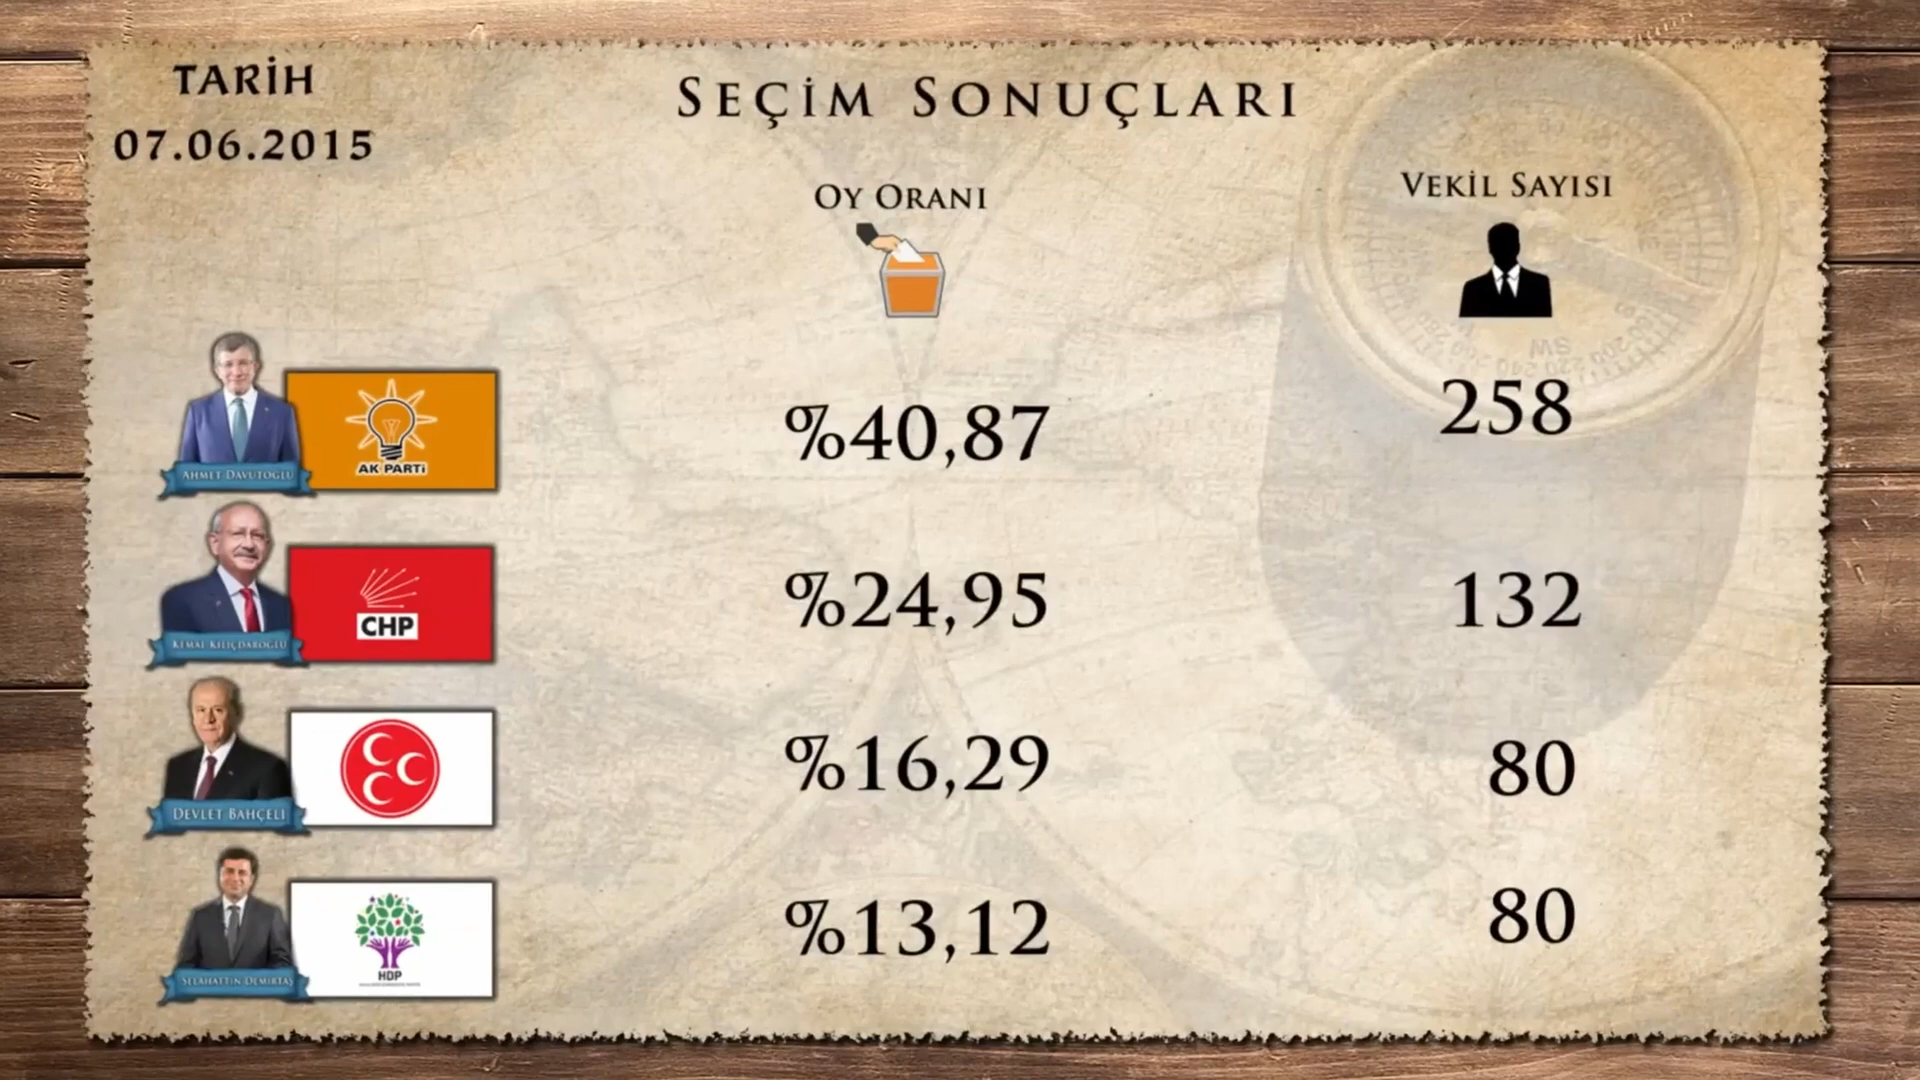 TARİH
07.06.2015
SEÇİM SONUÇLARI
OY ORANI
VEKİL SAYISI
AK PARTİ
AHMET DAVUTOĞLU
%40,87
258
CHP
KEMAL KILIÇDAROĞLU
%24,95
132
DEVLET BAHÇELİ
%16,29
80
HDP
SELAHATTİN DEMİRTAŞ
%13,12
80